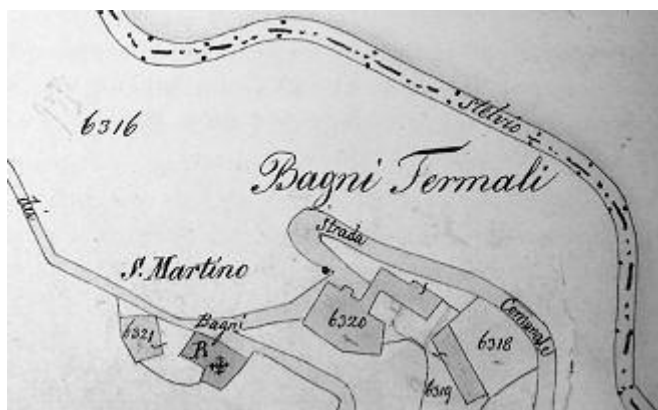 Stelvio
6316
Bagni Termali
Strada
S. Martino
Bagni
6321
R
6320
6318
Comunale
6319